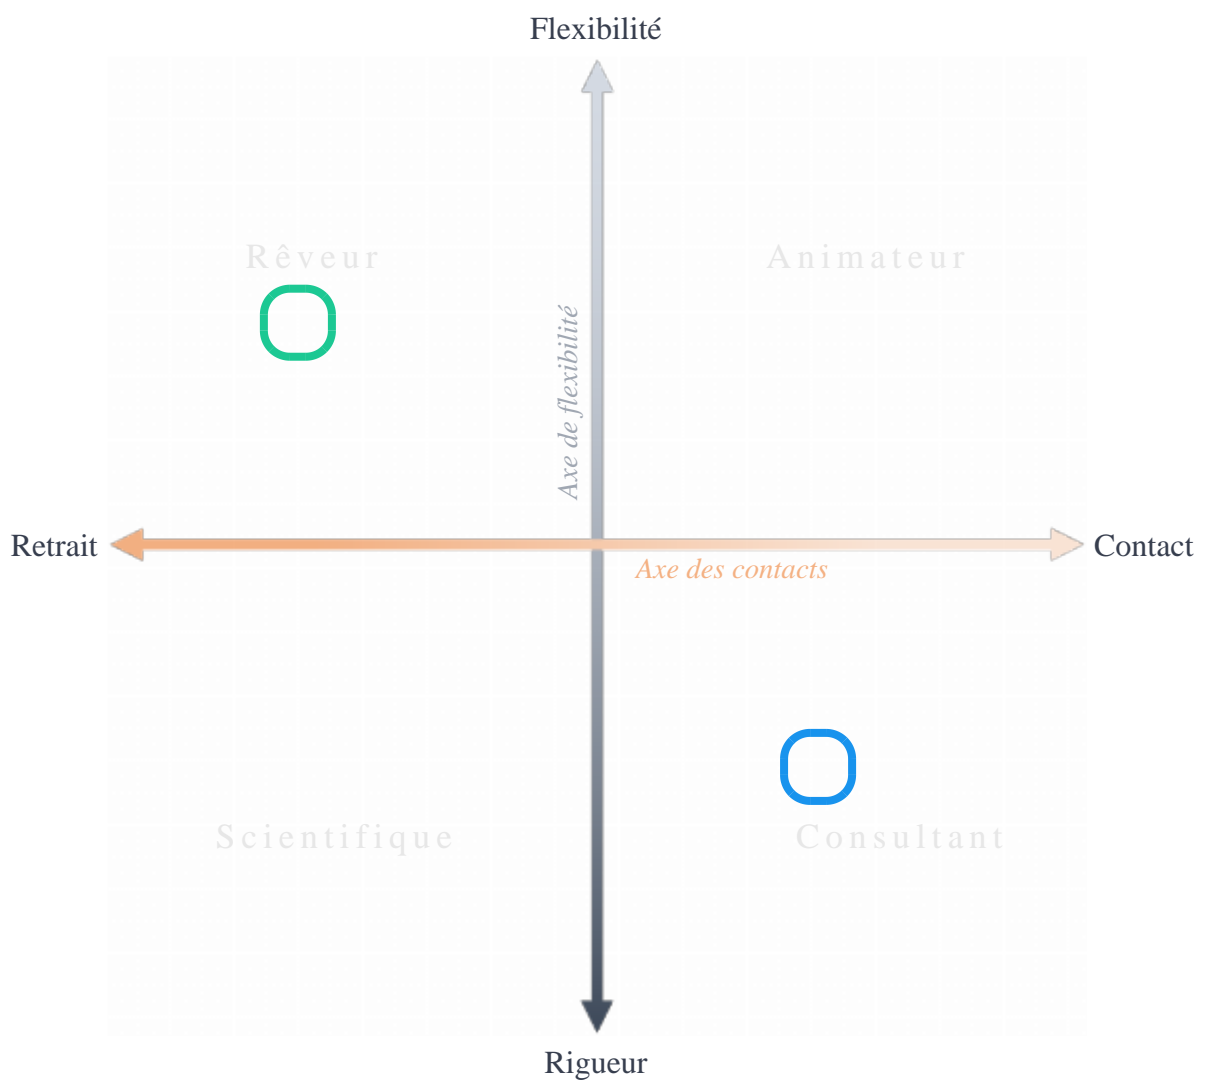 Flexibilité
Rêveur
Animateur
Axe de flexibilité
Retrait
Contact
Axe des contacts
Scientifique
Consultant
Rigueur